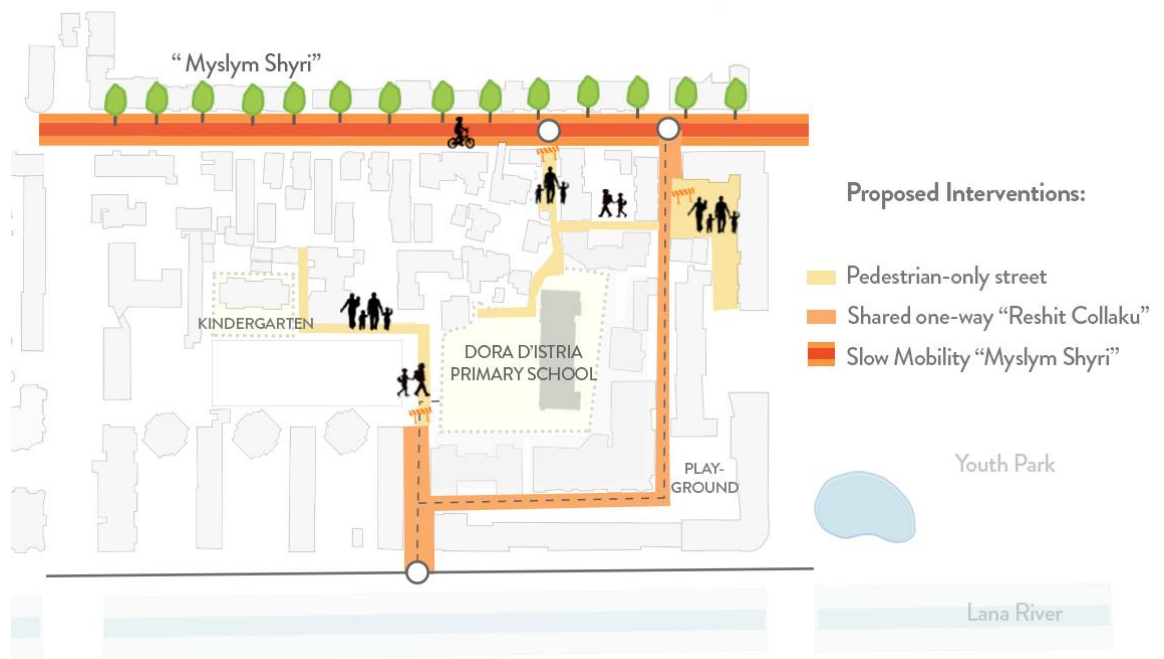 “ Myslym Shyri”
Proposed Interventions:
Pedestrian-only street
Shared one-way “Reshit Collaku”
Slow Mobility “Myslym Shyri”
KINDERGARTEN
DORA D'ISTRIA
PRIMARY SCHOOL
PLAY-
GROUND
Youth Park
Lana River